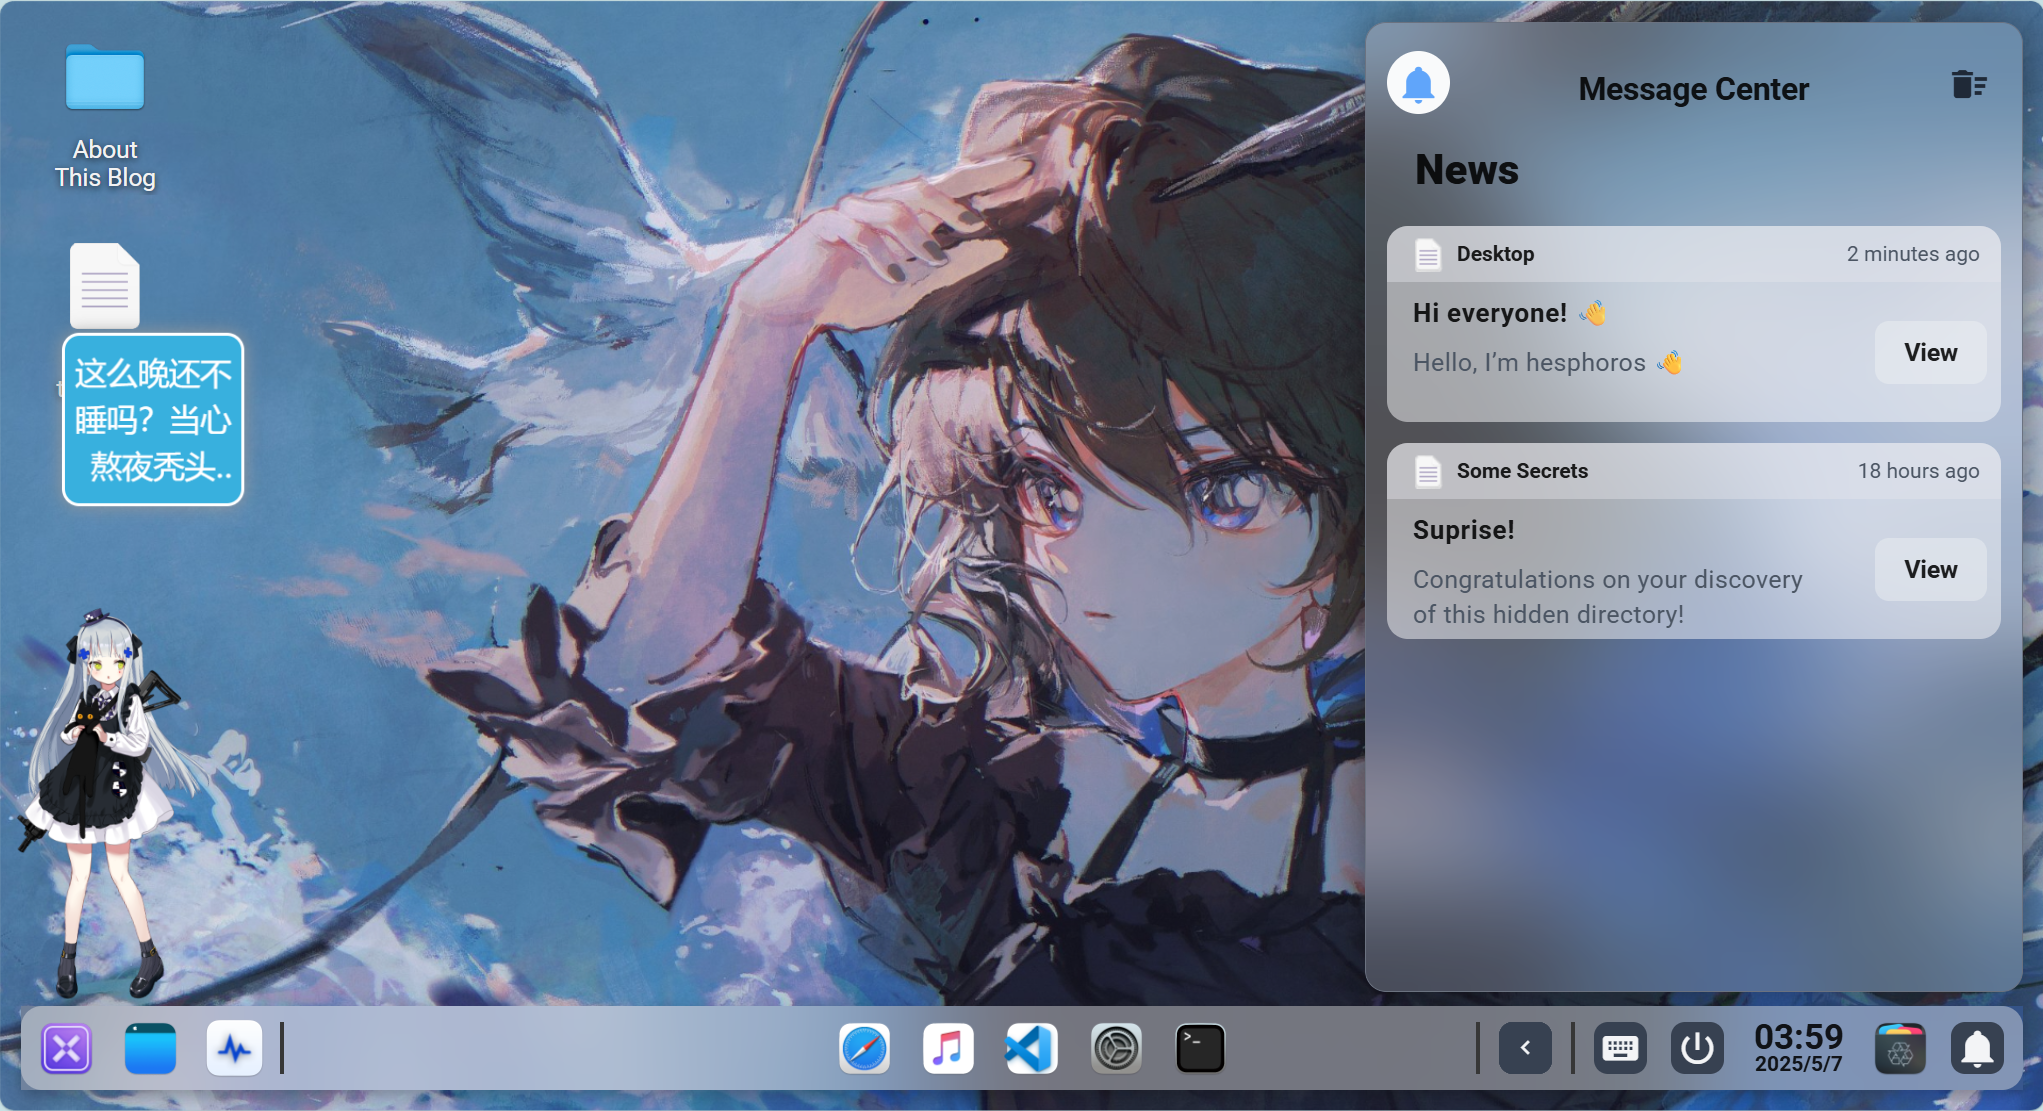 About
This Blog
这么晚还不
睡吗？当心
熬夜秃头..
Message Center
News
Desktop
2 minutes ago
Hi everyone! 👋
Hello, I’m hesphoros 👋
View
Some Secrets
18 hours ago
Suprise!
Congratulations on your discovery
of this hidden directory!
View
>_
03:59
2025/5/7